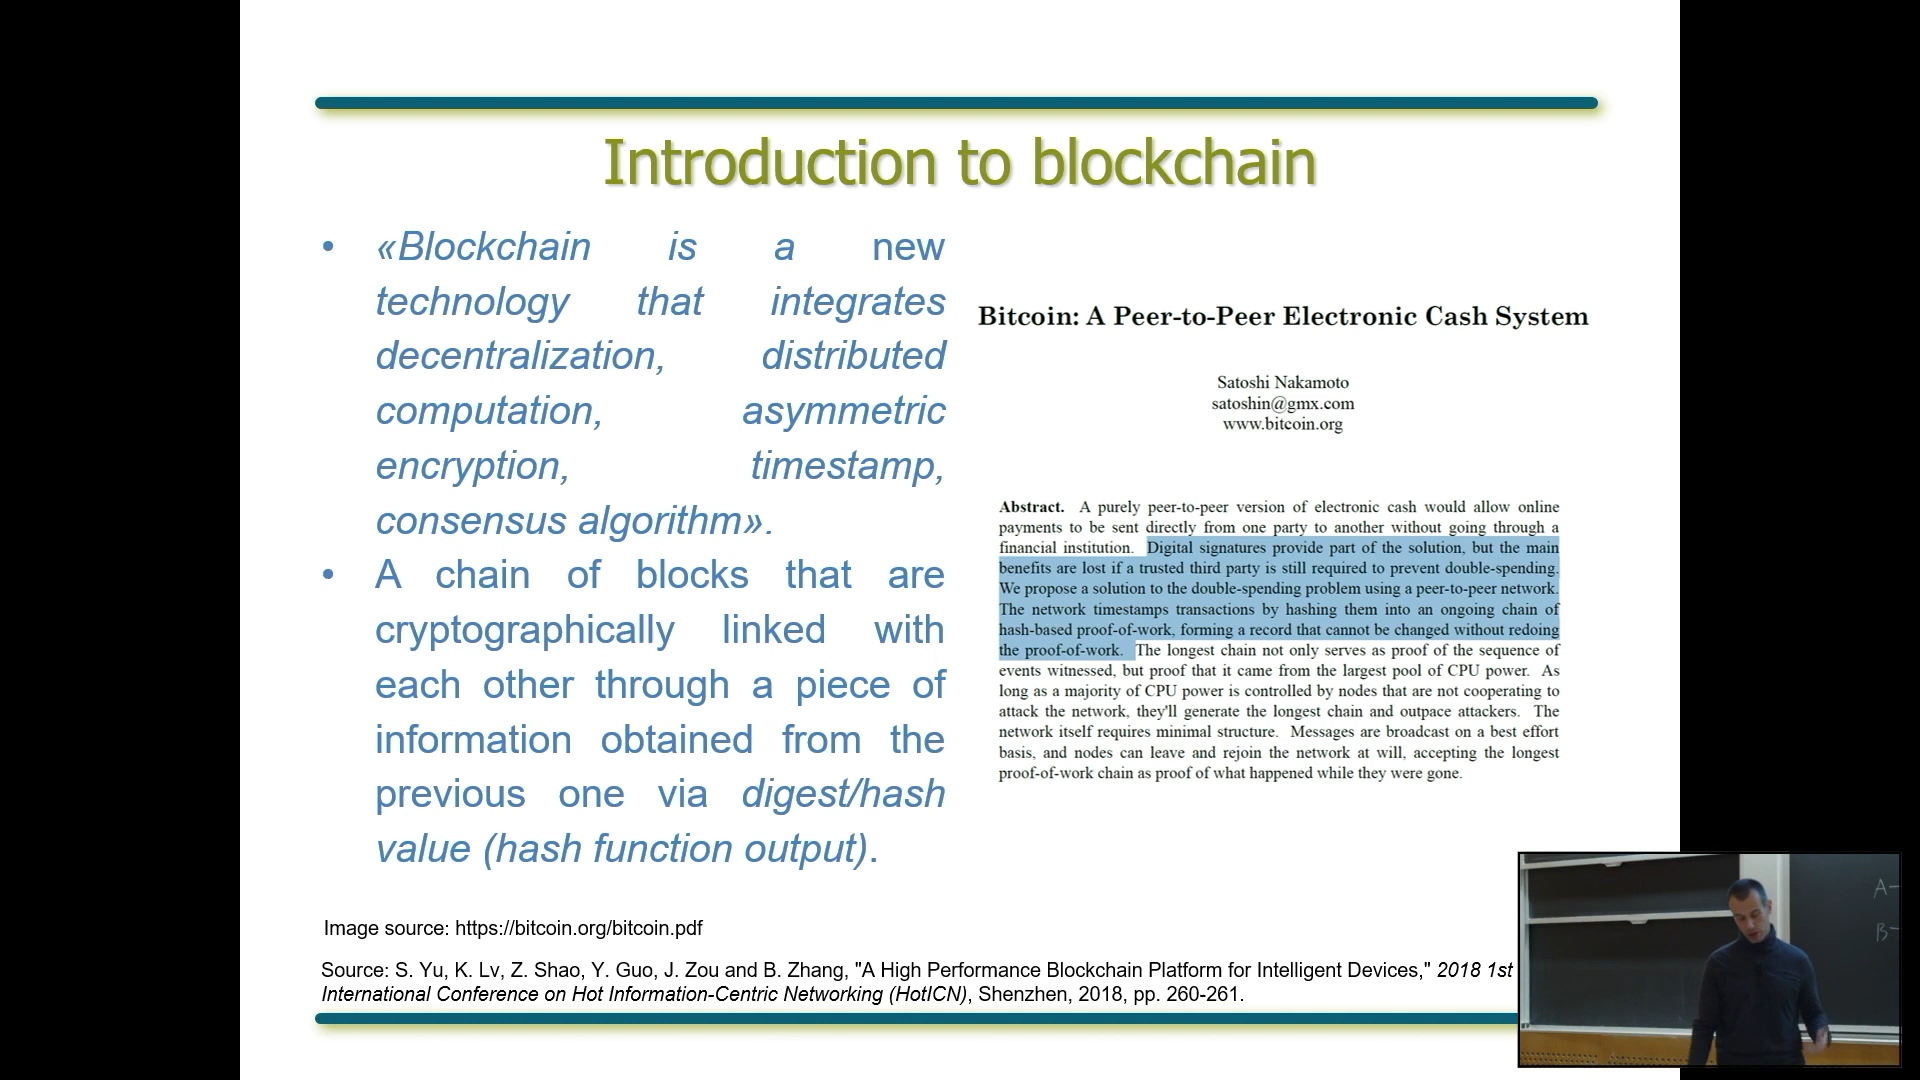 Introduction to blockchain
• «Blockchain is a new
technology that integrates
decentralization, distributed
computation, asymmetric
encryption, timestamp,
consensus algorithm».
• A chain of blocks that are
cryptographically linked with
each other through a piece of
information obtained from the
previous one via digest/hash
value (hash function output).
Bitcoin: A Peer-to-Peer Electronic Cash System
Satoshi Nakamoto
satoshin@gmx.com
www.bitcoin.org
Abstract. A purely peer-to-peer version of electronic cash would allow online
payments to be sent directly from one party to another without going through a
financial institution. Digital signatures provide part of the solution, but the main
benefits are lost if a trusted third party is still required to prevent double-spending.
We propose a solution to the double-spending problem using a peer-to-peer network.
The network timestamps transactions by hashing them into an ongoing chain of
hash-based proof-of-work, forming a record that cannot be changed without redoing
the proof-of-work. The longest chain not only serves as proof of the sequence of
events witnessed, but proof that it came from the largest pool of CPU power. As
long as a majority of CPU power is controlled by nodes that are not cooperating to
attack the network, they'll generate the longest chain and outpace attackers. The
network itself requires minimal structure. Messages are broadcast on a best effort
basis, and nodes can leave and rejoin the network at will, accepting the longest
proof-of-work chain as proof of what happened while they were gone.
Image source: https://bitcoin.org/bitcoin.pdf
Source: S. Yu, K. Lv, Z. Shao, Y. Guo, J. Zou and B. Zhang, "A High Performance Blockchain Platform for Intelligent Devices," 2018 1st
International Conference on Hot Information-Centric Networking (HotICN), Shenzhen, 2018, pp. 260-261.
A-
B-